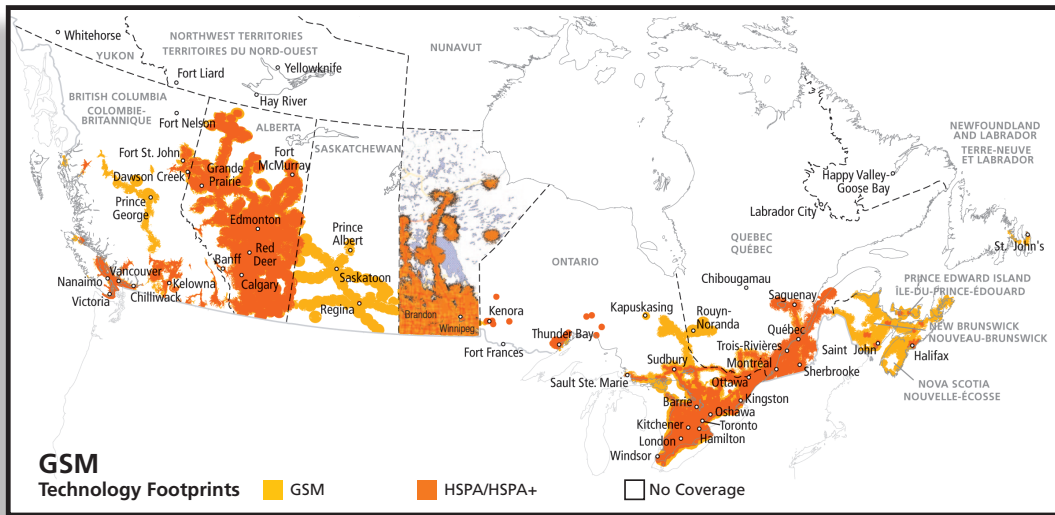 Whitehorse
YUKON
NORTHWEST TERRITORIES
TERRITOIRES DU NORD-OUEST
Yellowknife
Fort Liard
Hay River
NUNAVUT
BRITISH COLUMBIA
COLOMBIE-
BRITANNIQUE
Fort Nelson
ALBERTA
SASKATCHEWAN
Fort St. John
Dawson Creek
Grande
Prairie
Fort
McMurray
Prince
George
Edmonton
Prince
Albert
Red
Deer
Banff
Calgary
Saskatoon
Regina
Vancouver
Nanaimo
Victoria
Chilliwack
Kelowna
Brandon
Winnipeg
Kenora
Fort Frances
Thunder Bay
ONTARIO
Kapuskasing
Rouyn-
Noranda
Sudbury
Sault Ste. Marie
Chibougamau
QUEBEC
QUÉBEC
Saguenay
Québec
Trois-Rivières
Montréal
Ottawa
Sherbrooke
Kingston
Barrie
Oshawa
Toronto
Kitchener
Hamilton
London
Windsor
Labrador City
Happy Valley-
Goose Bay
NEWFOUNDLAND
AND LABRADOR
TERRE-NEUVE
ET LABRADOR
St. John's
PRINCE EDWARD ISLAND
ÎLE-DU-PRINCE-ÉDOUARD
NEW BRUNSWICK
NOUVEAU-BRUNSWICK
Saint
John
Halifax
NOVA SCOTIA
NOUVELLE-ÉCOSSE
GSM
Technology Footprints
GSM
HSPA/HSPA+
No Coverage